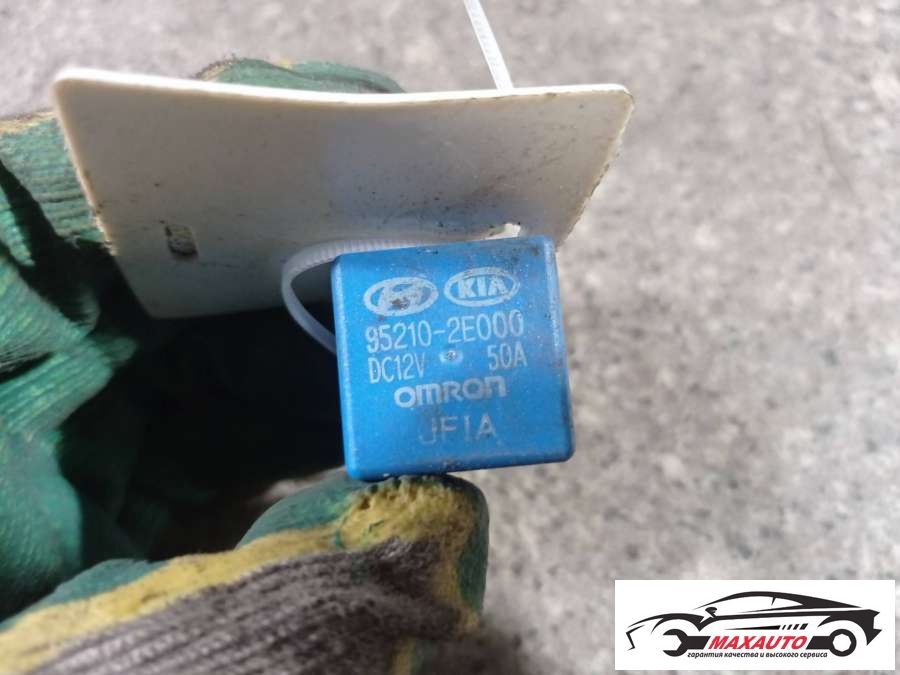 KIA
95210-2E000
DC12V 50A
OMRON
JF1A
MAXAUTO
гарантия качества и высокого сервиса